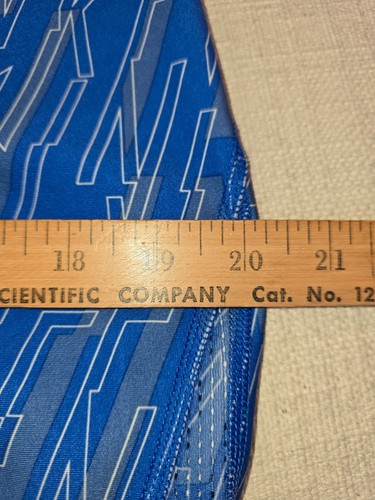 18 19 20 21
CIENTIFIC COMPANY Cat. No. 12